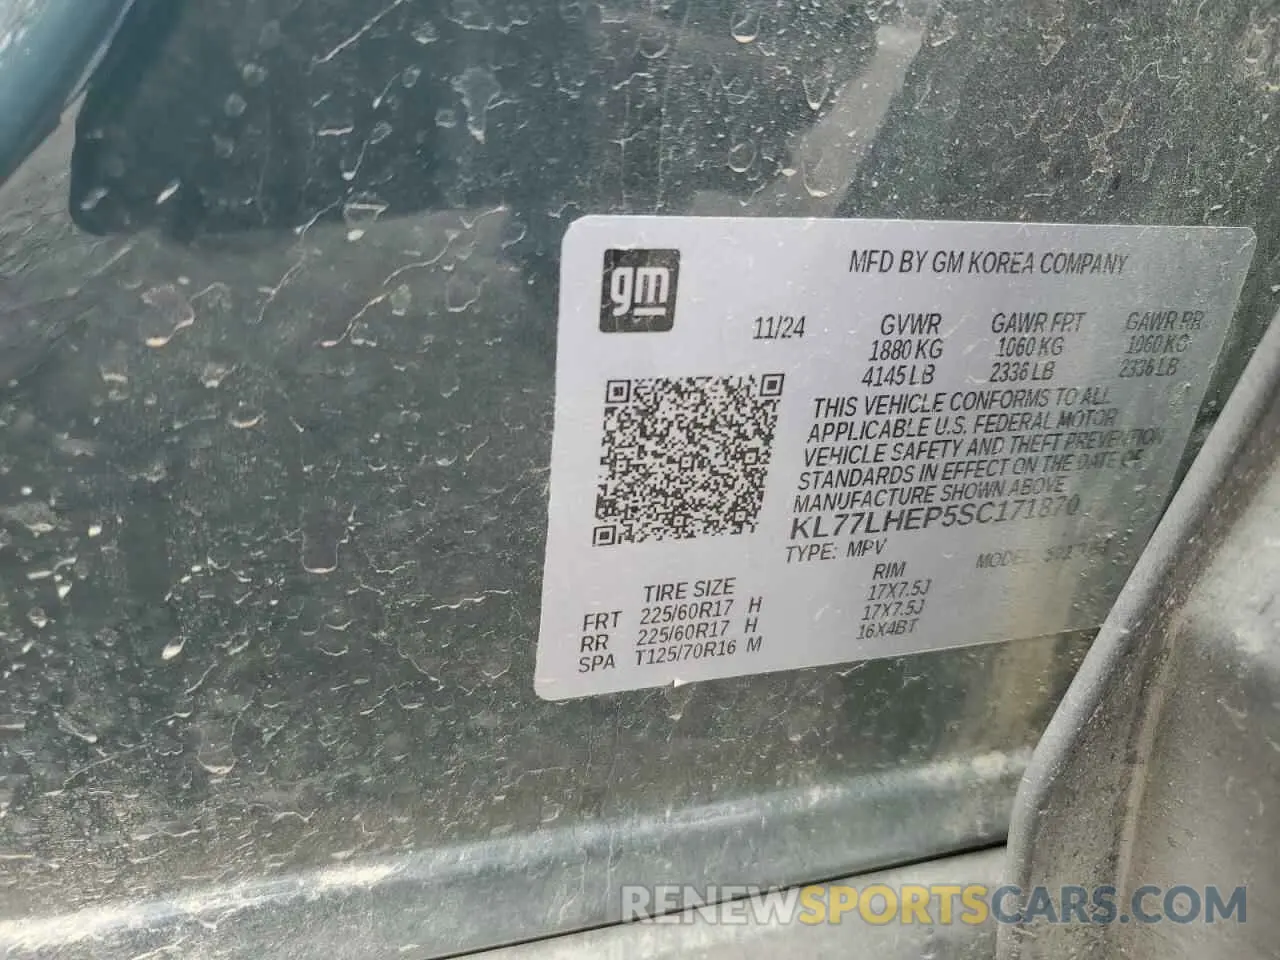 gm
MFD BY GM KOREA COMPANY
11/24
GVWR GAWR FRT GAWR RR
1880 KG 1060 KG 1060 KG
4145 LB 2336 LB 2336 LB
THIS VEHICLE CONFORMS TO ALL
APPLICABLE U.S. FEDERAL MOTOR
VEHICLE SAFETY AND THEFT PREVENTION
STANDARDS IN EFFECT ON THE DATE OF
MANUFACTURE SHOWN ABOVE
KL77LHEP5SC171870
TYPE: MPV MODEL:
TIRE SIZE RIM
FRT 225/60R17 H 17X7.5J
RR 225/60R17 H 17X7.5J
SPA T125/70R16 M 16X4BT
RENEWSPORTSCARS.COM